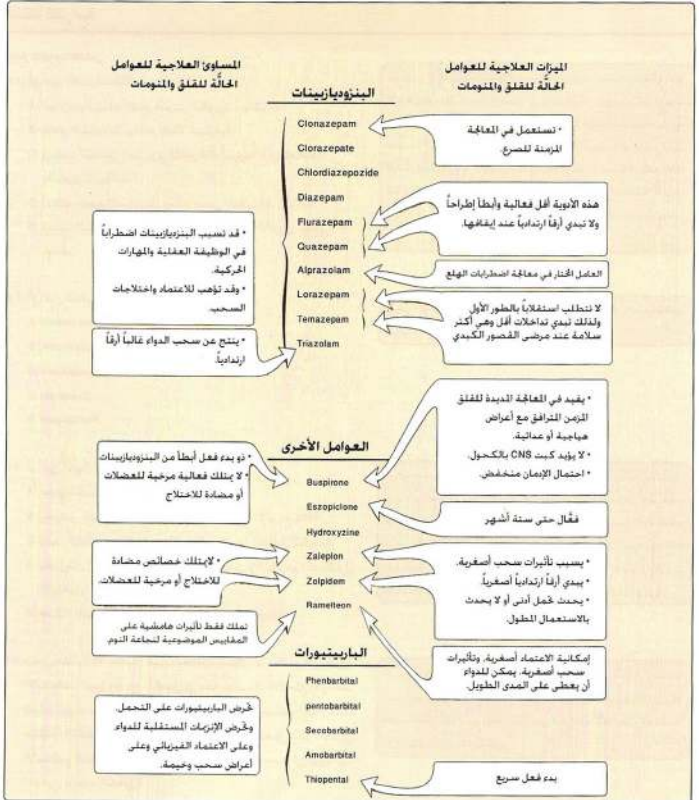 الميزات العلاجية للعوامل
الحالَّة للقلق والمنومات
المساوئ العلاجية للعوامل
الحالَّة للقلق والمنومات
البنزوديازيبينات
Clonazepam
Clorazepate
Chlordiazepozide
Diazepam
Flurazepam
Quazepam
Alprazolam
Lorazepam
Temazepam
Triazolam
• تستعمل في المعالجة
المزمنة للصرع.
هذه الأدوية أقل فعالية وأبطأ إطراحاً
ولا تبدي أرقاً ارتدادياً عند إيقافها.
العامل المختار في معالجة اضطرابات الهلع
لا تتطلب استقلاباً بالطور الأول
ولذلك تبدي تداخلات أقل وهي أكثر
سلامة عند مرضى القصور الكبدي
• قد تسبب البنزديازبينات اضطراباً
في الوظيفة العقلية والمهارات
الحركية.
• وقد تؤهب للاعتماد واختلاجات
السحب.
• ينتج عن سحب الدواء غالباً أرقاً
ارتدادياً.
العوامل الأخرى
Buspirone
Eszopiclone
Hydroxyzine
Zaleplon
Zolpidem
Ramelteon
• يفيد في المعالجة المديدة للقلق
المزمن المترافق مع أعراض
هياجية أو عدائية.
• لا يؤيد كبت CNS بالكحول.
• احتمال الإدمان منخفض.
فعَّال حتى ستة أشهر
• يسبب تأثيرات سحب أصغرية.
• يبدي أرقاً ارتدادياً أصغرياً.
• يحدث تحمل أدنى أو لا يحدث
بالاستعمال المطول.
إمكانية الاعتماد أصغرية، وتأثيرات
سحب أصغرية. يمكن للدواء
أن يعطى على المدى الطويل.
• ذو بدء فعل أبطأ من البنزوديازبينات
• لا يمتلك فعالية مرخية للعضلات
أو مضادة للاختلاج
• لايمتلك خصائص مضادة
للاختلاج أو مرخية للعضلات.
تملك فقط تأثيرات هامشية على
المقاييس الموضوعية لنجاعة النوم.
الباربيتيورات
Phenbarbital
pentobarbital
Secobarbital
Amobarbital
Thiopental
تحرض الباربيتيورات على التحمل.
وتحرض الإنزيمات المستقلبة للدواء
وعلى الاعتماد الفيزيائي وعلى
أعراض سحب وخيمة.
بدء فعل سريع